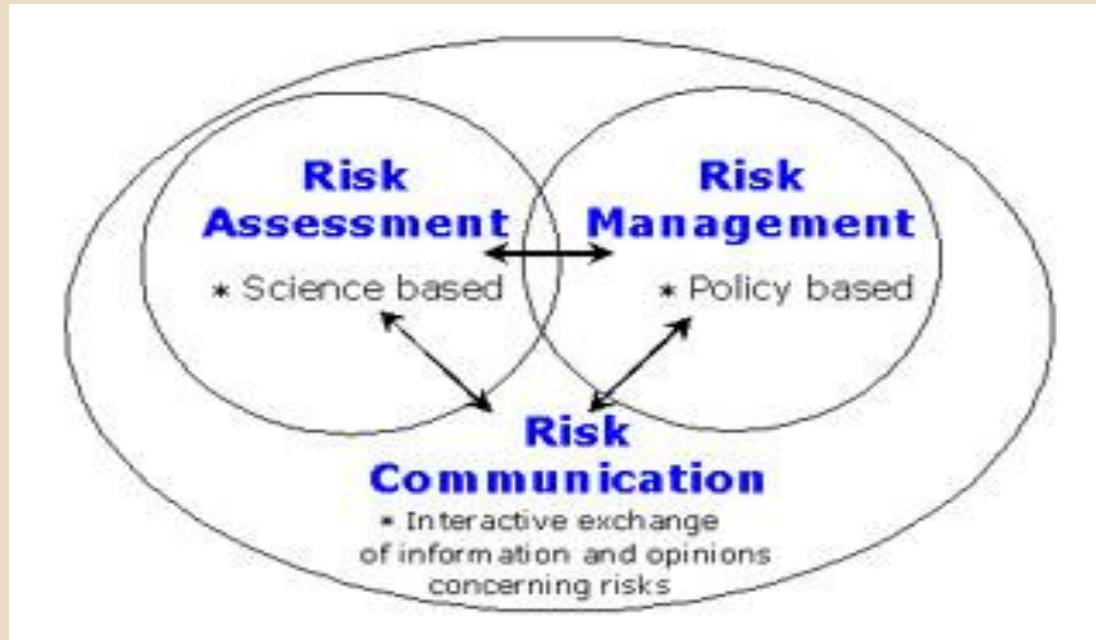 Risk
Assessment
* Science based
Risk
Management
* Policy based
Risk
Communication
* Interactive exchange
of information and opinions
concerning risks